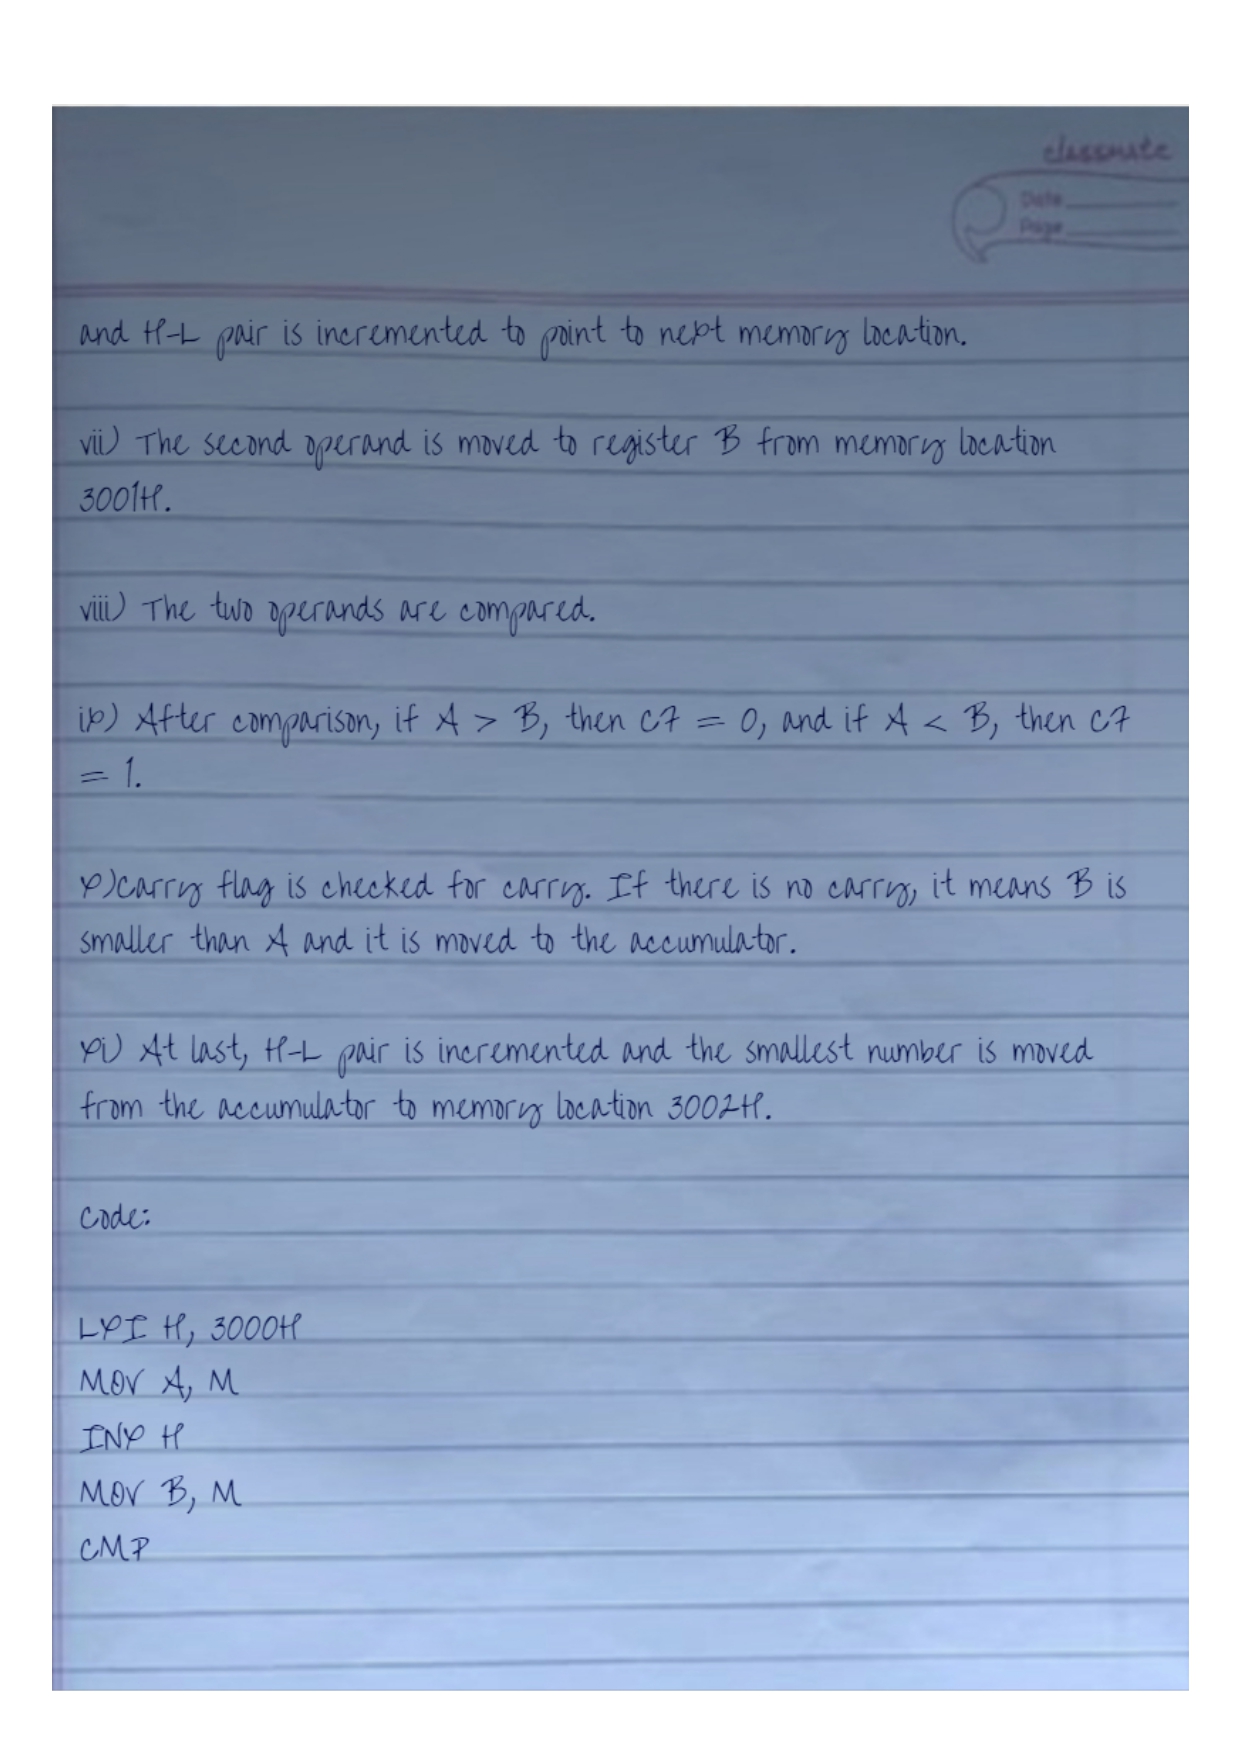 classmate
Date
Page
and H-L pair is incremented to point to next memory location.
vii) The second operand is moved to register B from memory location
3001H.
viii) The two operands are compared.
ix) After comparison, if A > B, then CF = 0, and if A < B, then CF
= 1.
x)Carry flag is checked for carry. If there is no carry, it means B is
smaller than A and it is moved to the accumulator.
xi) At last, H-L pair is incremented and the smallest number is moved
from the accumulator to memory location 3002H.
Code:
LXI H, 3000H
MOV A, M
INX H
MOV B, M
CMP